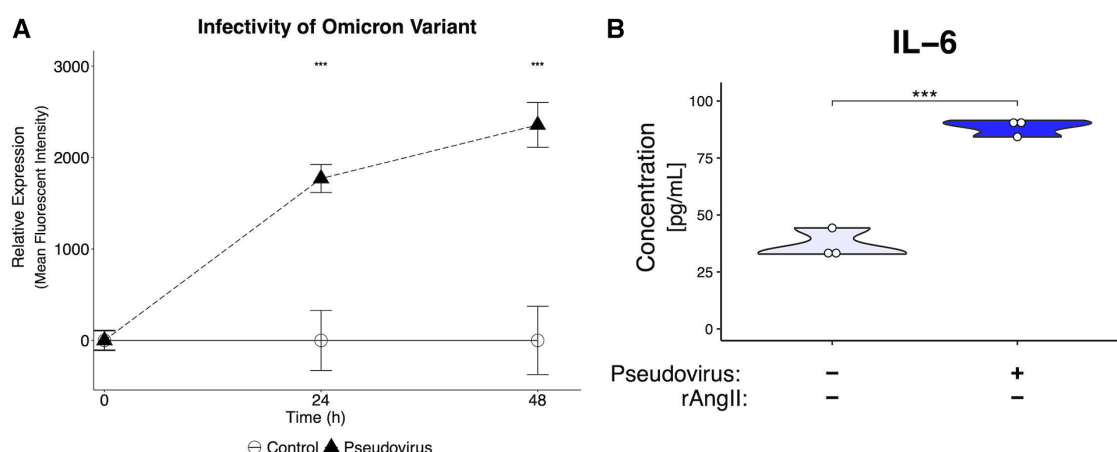 A
Infectivity of Omicron Variant
Relative Expression
(Mean Fluorescent Intensity)
3000
2000
1000
0
***
***
0
24
48
Time (h)
Control
Pseudovirus
B
IL–6
Concentration
[pg/mL]
100
75
50
25
0
***
Pseudovirus: – +
rAngII: – –